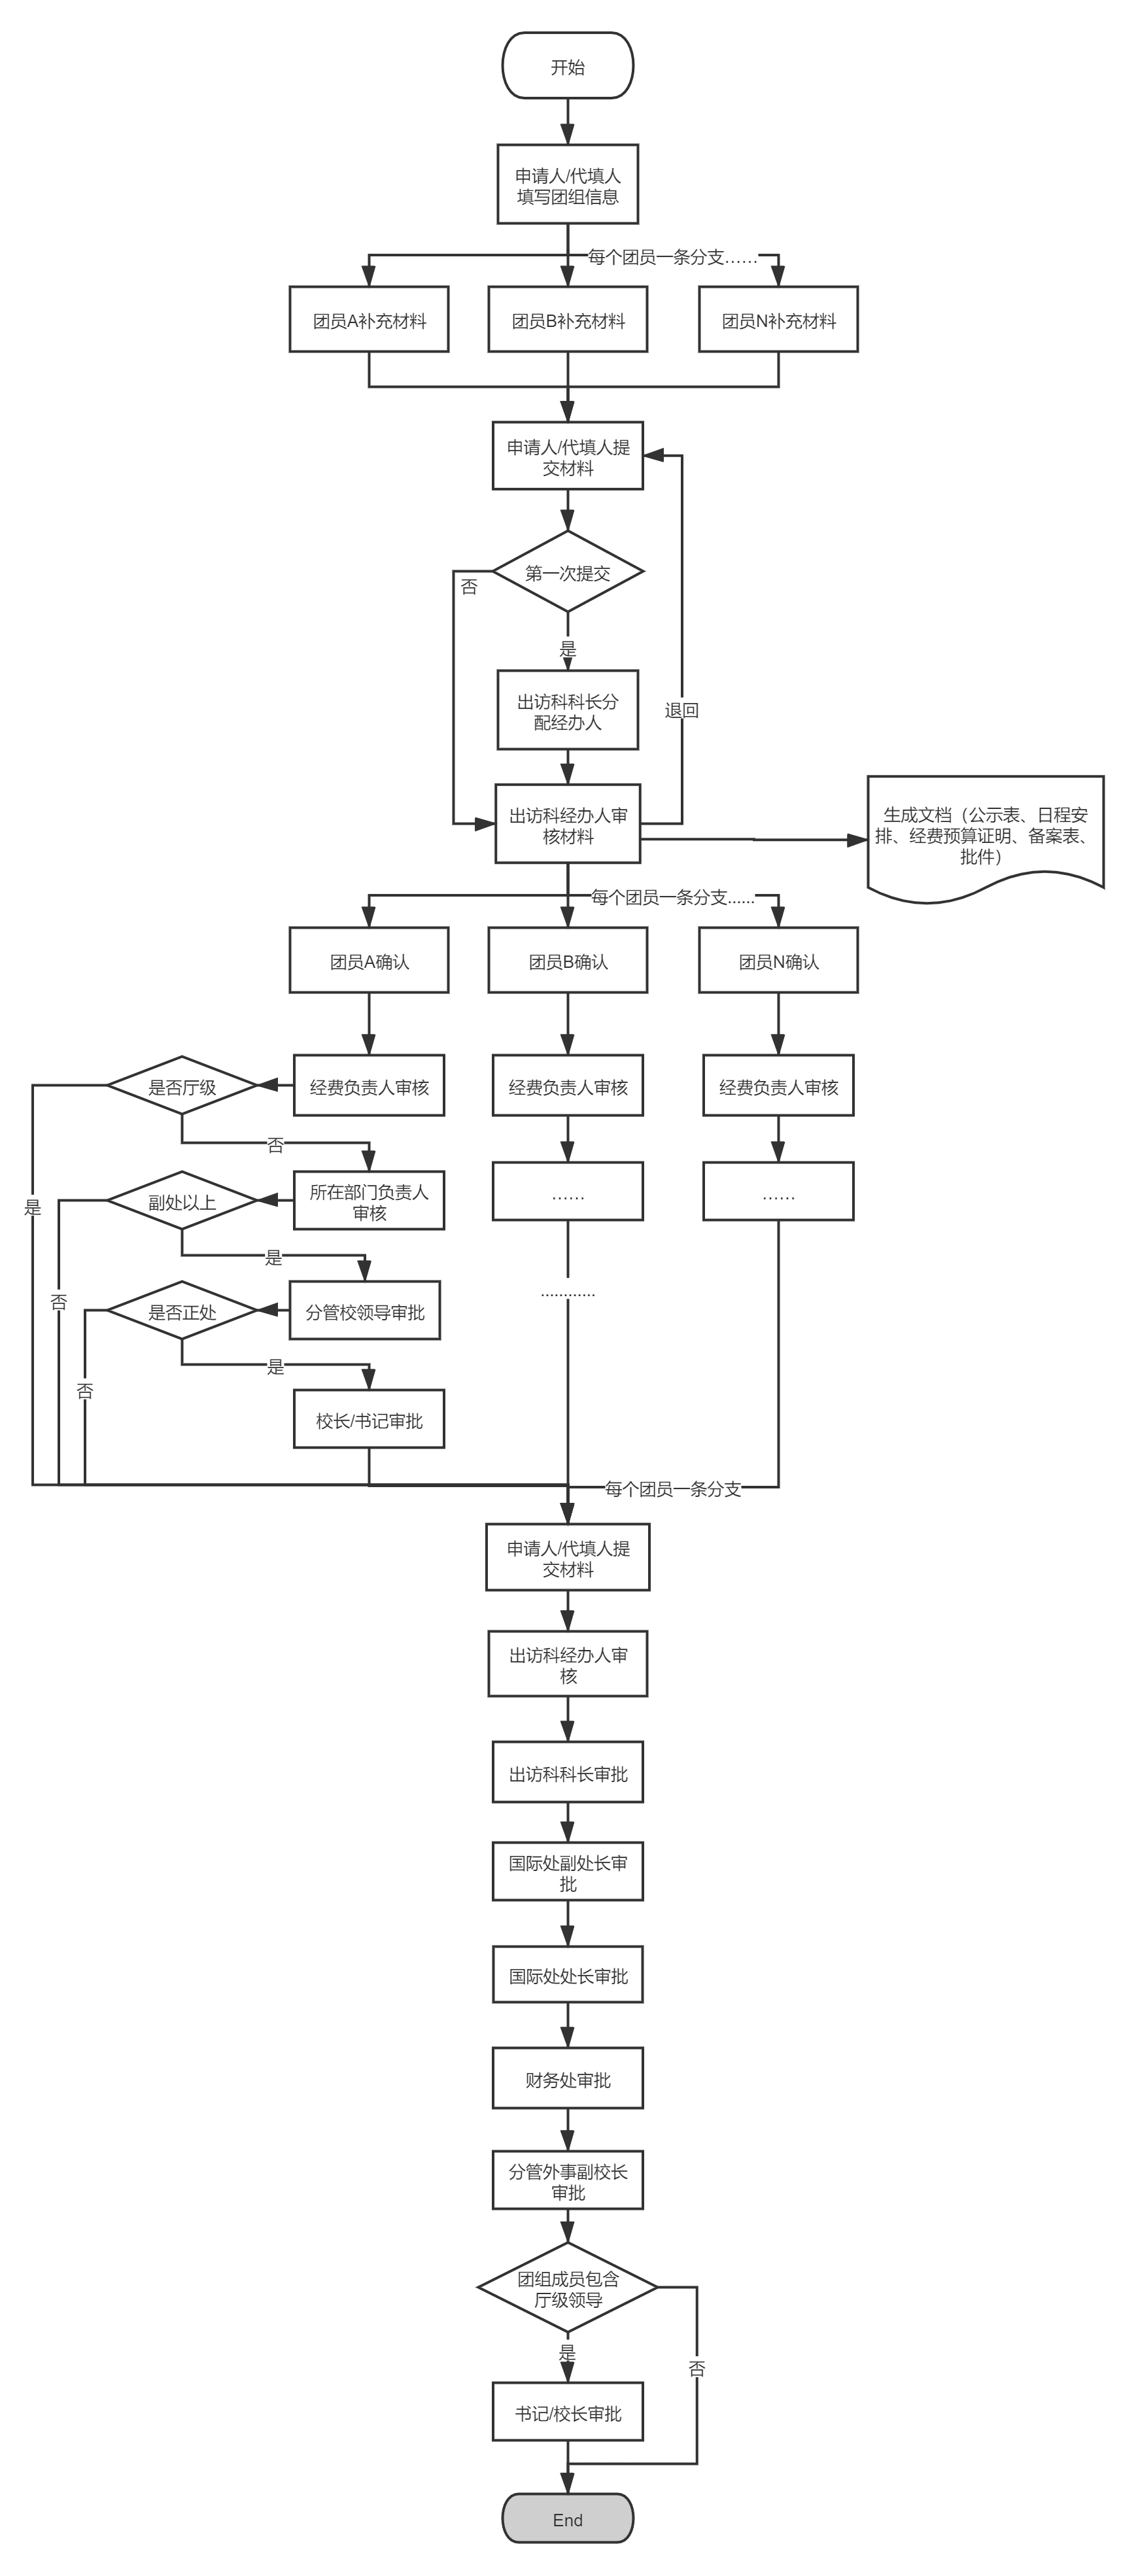 开始
申请人/代填人
填写团组信息
每个团员一条分支……
团员A补充材料
团员B补充材料
团员N补充材料
申请人/代填人提
交材料
第一次提交
否
是
出访科科长分
配经办人
退回
出访科经办人审
核材料
生成文档（公示表、日程安
排、经费预算证明、备案表、
批件）
每个团员一条分支......
团员A确认
团员B确认
团员N确认
是否厅级
经费负责人审核
经费负责人审核
经费负责人审核
否
是
副处以上
所在部门负责人
审核
……
……
是
否
是否正处
分管校领导审批
............
是
否
校长/书记审批
每个团员一条分支
申请人/代填人提
交材料
出访科经办人审
核
出访科科长审批
国际处副处长审
批
国际处处长审批
财务处审批
分管外事副校长
审批
团组成员包含
厅级领导
是
否
书记/校长审批
End